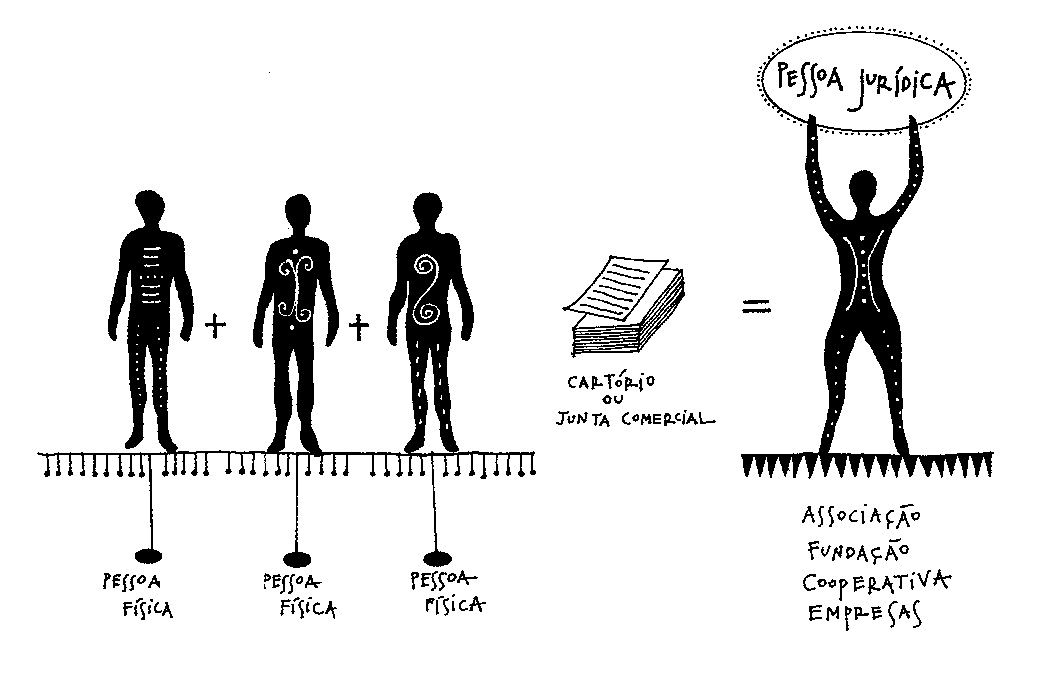 PESSOA JURÍDICA
+
+
=
CARTÓRIO
OU
JUNTA COMERCIAL
PESSOA
FÍSICA
PESSOA
FÍSICA
PESSOA
FÍSICA
ASSOCIAÇÃO
FUNDAÇÃO
COOPERATIVA
EMPRESAS